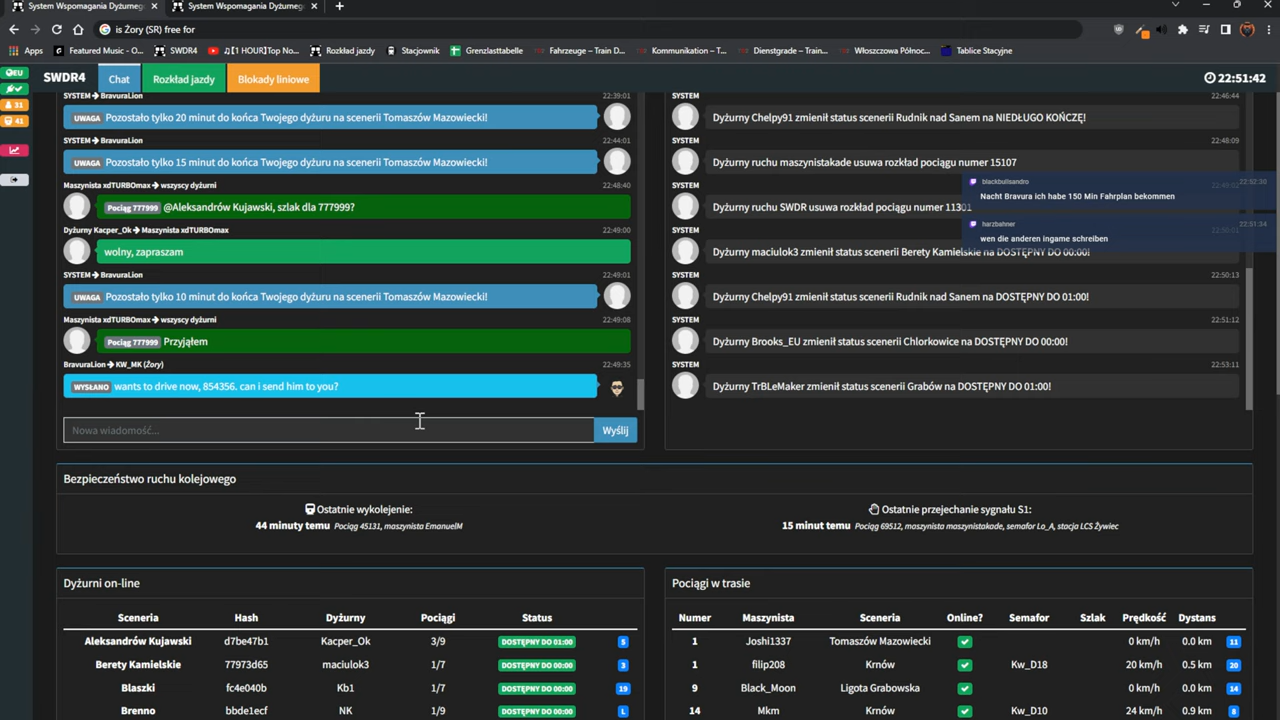 System Wspomagania Dyżurnego
System Wspomagania Dyżurnego
is Żory (SR) free for
Apps
Featured Music - O...
SWDR4
【1 HOUR】Top No...
Rozkład jazdy
Stacjownik
Grenzlasttabelle
Fahrzeuge – Train D...
Kommunikation – T...
Dienstgrade – Train...
Włoszczowa Północ...
Tablice Stacyjne
EU
31
41
SWDR4
Chat
Rozkład jazdy
Blokady liniowe
22:51:42
SYSTEM → BravuraLion 22:39:01
UWAGA Pozostało tylko 20 minut do końca Twojego dyżuru na scenerii Tomaszów Mazowiecki!
SYSTEM → BravuraLion 22:44:01
UWAGA Pozostało tylko 15 minut do końca Twojego dyżuru na scenerii Tomaszów Mazowiecki!
Maszynista xdTURBOmax → wszyscy dyżurni 22:48:40
Pociąg 777999 @Aleksandrów Kujawski, szlak dla 777999?
Dyżurny Kacper_Ok → Maszynista xdTURBOmax 22:49:00
wolny, zapraszam
SYSTEM → BravuraLion 22:49:01
UWAGA Pozostało tylko 10 minut do końca Twojego dyżuru na scenerii Tomaszów Mazowiecki!
Maszynista xdTURBOmax → wszyscy dyżurni 22:49:08
Pociąg 777999 Przyjąłem
BravuraLion → KW_MK (Żory) 22:49:35
WYSŁANO wants to drive now, 854356. can i send him to you?
Nowa wiadomość...
Wyślij
SYSTEM 22:46:44
Dyżurny Chelpy91 zmienił status scenerii Rudnik nad Sanem na NIEDŁUGO KOŃCZĘ!
SYSTEM 22:48:09
Dyżurny ruchu maszynistakade usuwa rozkład pociągu numer 15107
SYSTEM
Dyżurny ruchu SWDR usuwa rozkład pociągu numer 11301
SYSTEM
Dyżurny maciulok3 zmienił status scenerii Berety Kamielskie na DOSTĘPNY DO 00:00!
SYSTEM 22:50:13
Dyżurny Chelpy91 zmienił status scenerii Rudnik nad Sanem na DOSTĘPNY DO 01:00!
SYSTEM 22:51:12
Dyżurny Brooks_EU zmienił status scenerii Chlorkowice na DOSTĘPNY DO 00:00!
SYSTEM 22:53:11
Dyżurny TrBLeMaker zmienił status scenerii Grabów na DOSTĘPNY DO 01:00!
blackbullsandro 22:52:30
Nacht Bravura ich habe 150 Min Fahrplan bekommen
harzbahner 22:51:34
wen die anderen ingame schreiben
Bezpieczeństwo ruchu kolejowego
Ostatnie wykolejenie:
44 minuty temu Pociąg 45131, maszynista EmanuelM
Ostatnie przejechanie sygnału S1:
15 minut temu Pociąg 69512, maszynista maszynistakade, semafor Lo_A, stacja LCS Żywiec
Dyżurni on-line
Sceneria Hash Dyżurny Pociągi Status
Aleksandrów Kujawski d7be47b1 Kacper_Ok 3/9 DOSTĘPNY DO 01:00 5
Berety Kamielskie 77973d65 maciulok3 1/7 DOSTĘPNY DO 00:00 3
Blaszki fc4e040b Kb1 1/7 DOSTĘPNY DO 00:00 19
Brenno bbde1ecf NK 1/9 DOSTĘPNY DO 00:00 L
Pociągi w trasie
Numer Maszynista Sceneria Online? Semafor Szlak Prędkość Dystans
1 Joshi1337 Tomaszów Mazowiecki 0 km/h 0.0 km 11
1 filip208 Krnów Kw_D18 20 km/h 0.5 km 20
9 Black_Moon Ligota Grabowska 0 km/h 0.0 km 14
14 Mkm Krnów Kw_D10 24 km/h 0.9 km 8